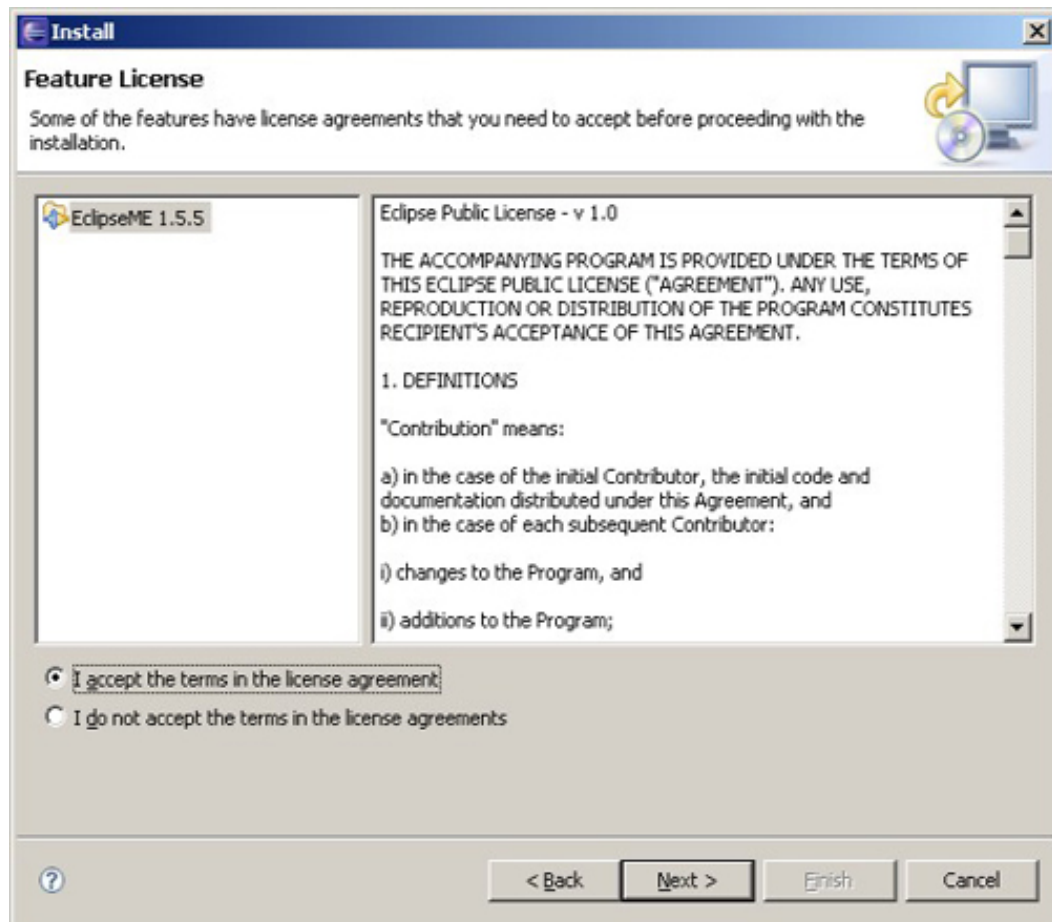 Install
Feature License
Some of the features have license agreements that you need to accept before proceeding with the
installation.
EclipseME 1.5.5
Eclipse Public License - v 1.0
THE ACCOMPANYING PROGRAM IS PROVIDED UNDER THE TERMS OF
THIS ECLIPSE PUBLIC LICENSE ("AGREEMENT"). ANY USE,
REPRODUCTION OR DISTRIBUTION OF THE PROGRAM CONSTITUTES
RECIPIENT'S ACCEPTANCE OF THIS AGREEMENT.
1. DEFINITIONS
"Contribution" means:
a) in the case of the initial Contributor, the initial code and
documentation distributed under this Agreement, and
b) in the case of each subsequent Contributor:
i) changes to the Program, and
ii) additions to the Program;
I accept the terms in the license agreement
I do not accept the terms in the license agreements
?
< Back
Next >
Finish
Cancel